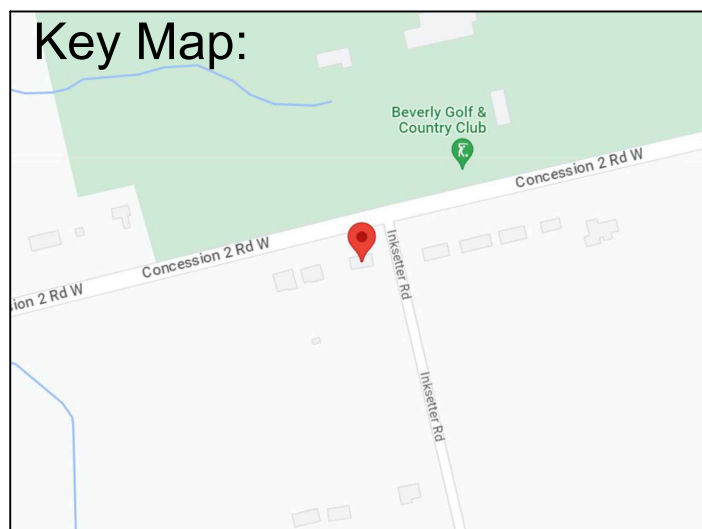 Key Map:
Beverly Golf &
Country Club
Concession 2 Rd W
Concession 2 Rd W
ion 2 Rd W
Inksetter Rd
Inksetter Rd